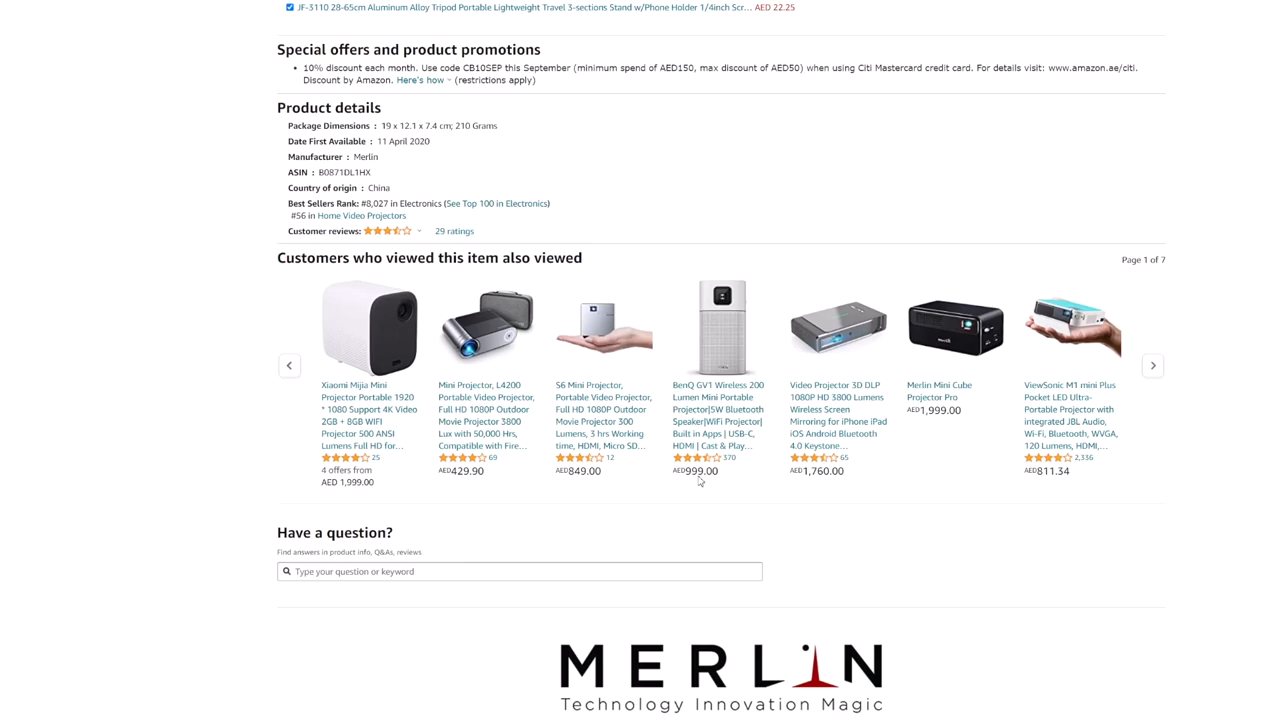 JF-3110 28-65cm Aluminum Alloy Tripod Portable Lightweight Travel 3-sections Stand w/Phone Holder 1/4inch Scr... AED 22.25
Special offers and product promotions
• 10% discount each month. Use code CB10SEP this September (minimum spend of AED150, max discount of AED50) when using Citi Mastercard credit card. For details visit: www.amazon.ae/citi.
Discount by Amazon. Here's how (restrictions apply)
Product details
Package Dimensions : 19 x 12.1 x 7.4 cm; 210 Grams
Date First Available : 11 April 2020
Manufacturer : Merlin
ASIN : B0871DL1HX
Country of origin : China
Best Sellers Rank: #8,027 in Electronics (See Top 100 in Electronics)
#56 in Home Video Projectors
Customer reviews: 29 ratings
Customers who viewed this item also viewed
Page 1 of 7
Xiaomi Mijia Mini
Projector Portable 1920
* 1080 Support 4K Video
2GB + 8GB WIFI
Projector 500 ANSI
Lumens Full HD for...
25
4 offers from
AED 1,999.00
Mini Projector, L4200
Portable Video Projector,
Full HD 1080P Outdoor
Movie Projector 3800
Lux with 50,000 Hrs,
Compatible with Fire...
69
AED429.90
S6 Mini Projector,
Portable Video Projector,
Full HD 1080P Outdoor
Movie Projector 300
Lumens, 3 hrs Working
time, HDMI, Micro SD...
12
AED849.00
BenQ GV1 Wireless 200
Lumen Mini Portable
Projector|5W Bluetooth
Speaker|WiFi Projector|
Built in Apps | USB-C,
HDMI | Cast & Play...
370
AED999.00
Video Projector 3D DLP
1080P HD 3800 Lumens
Wireless Screen
Mirroring for iPhone iPad
iOS Android Bluetooth
4.0 Keystone...
65
AED1,760.00
Merlin Mini Cube
Projector Pro
AED1,999.00
ViewSonic M1 mini Plus
Pocket LED Ultra-
Portable Projector with
integrated JBL Audio,
Wi-Fi, Bluetooth, WVGA,
120 Lumens, HDMI,...
2,336
AED811.34
Have a question?
Find answers in product info, Q&As, reviews
Type your question or keyword
MERLIN
Technology Innovation Magic